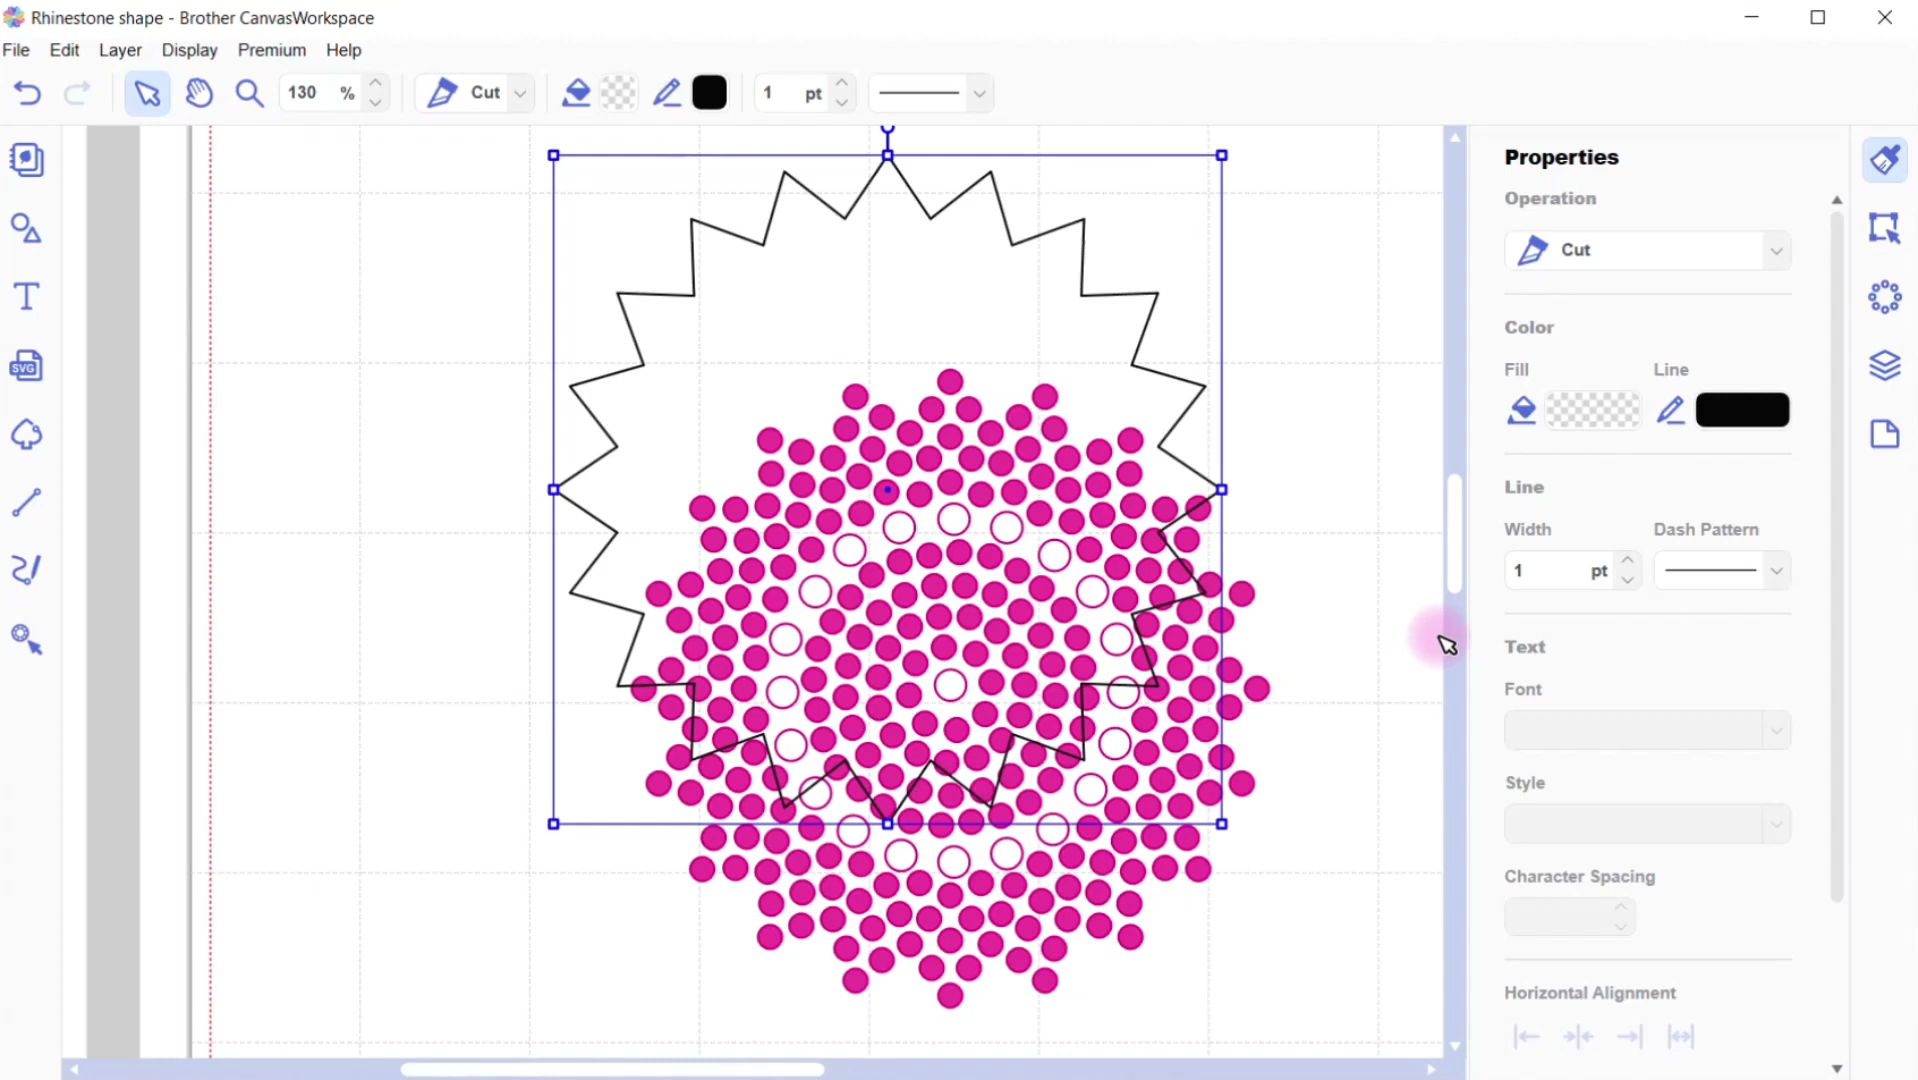 Rhinestone shape - Brother CanvasWorkspace
File Edit Layer Display Premium Help
130 % Cut 1 pt
Properties
Operation
Cut
Color
Fill Line
Line
Width Dash Pattern
1 pt
Text
Font
Style
Character Spacing
Horizontal Alignment
T
SVG